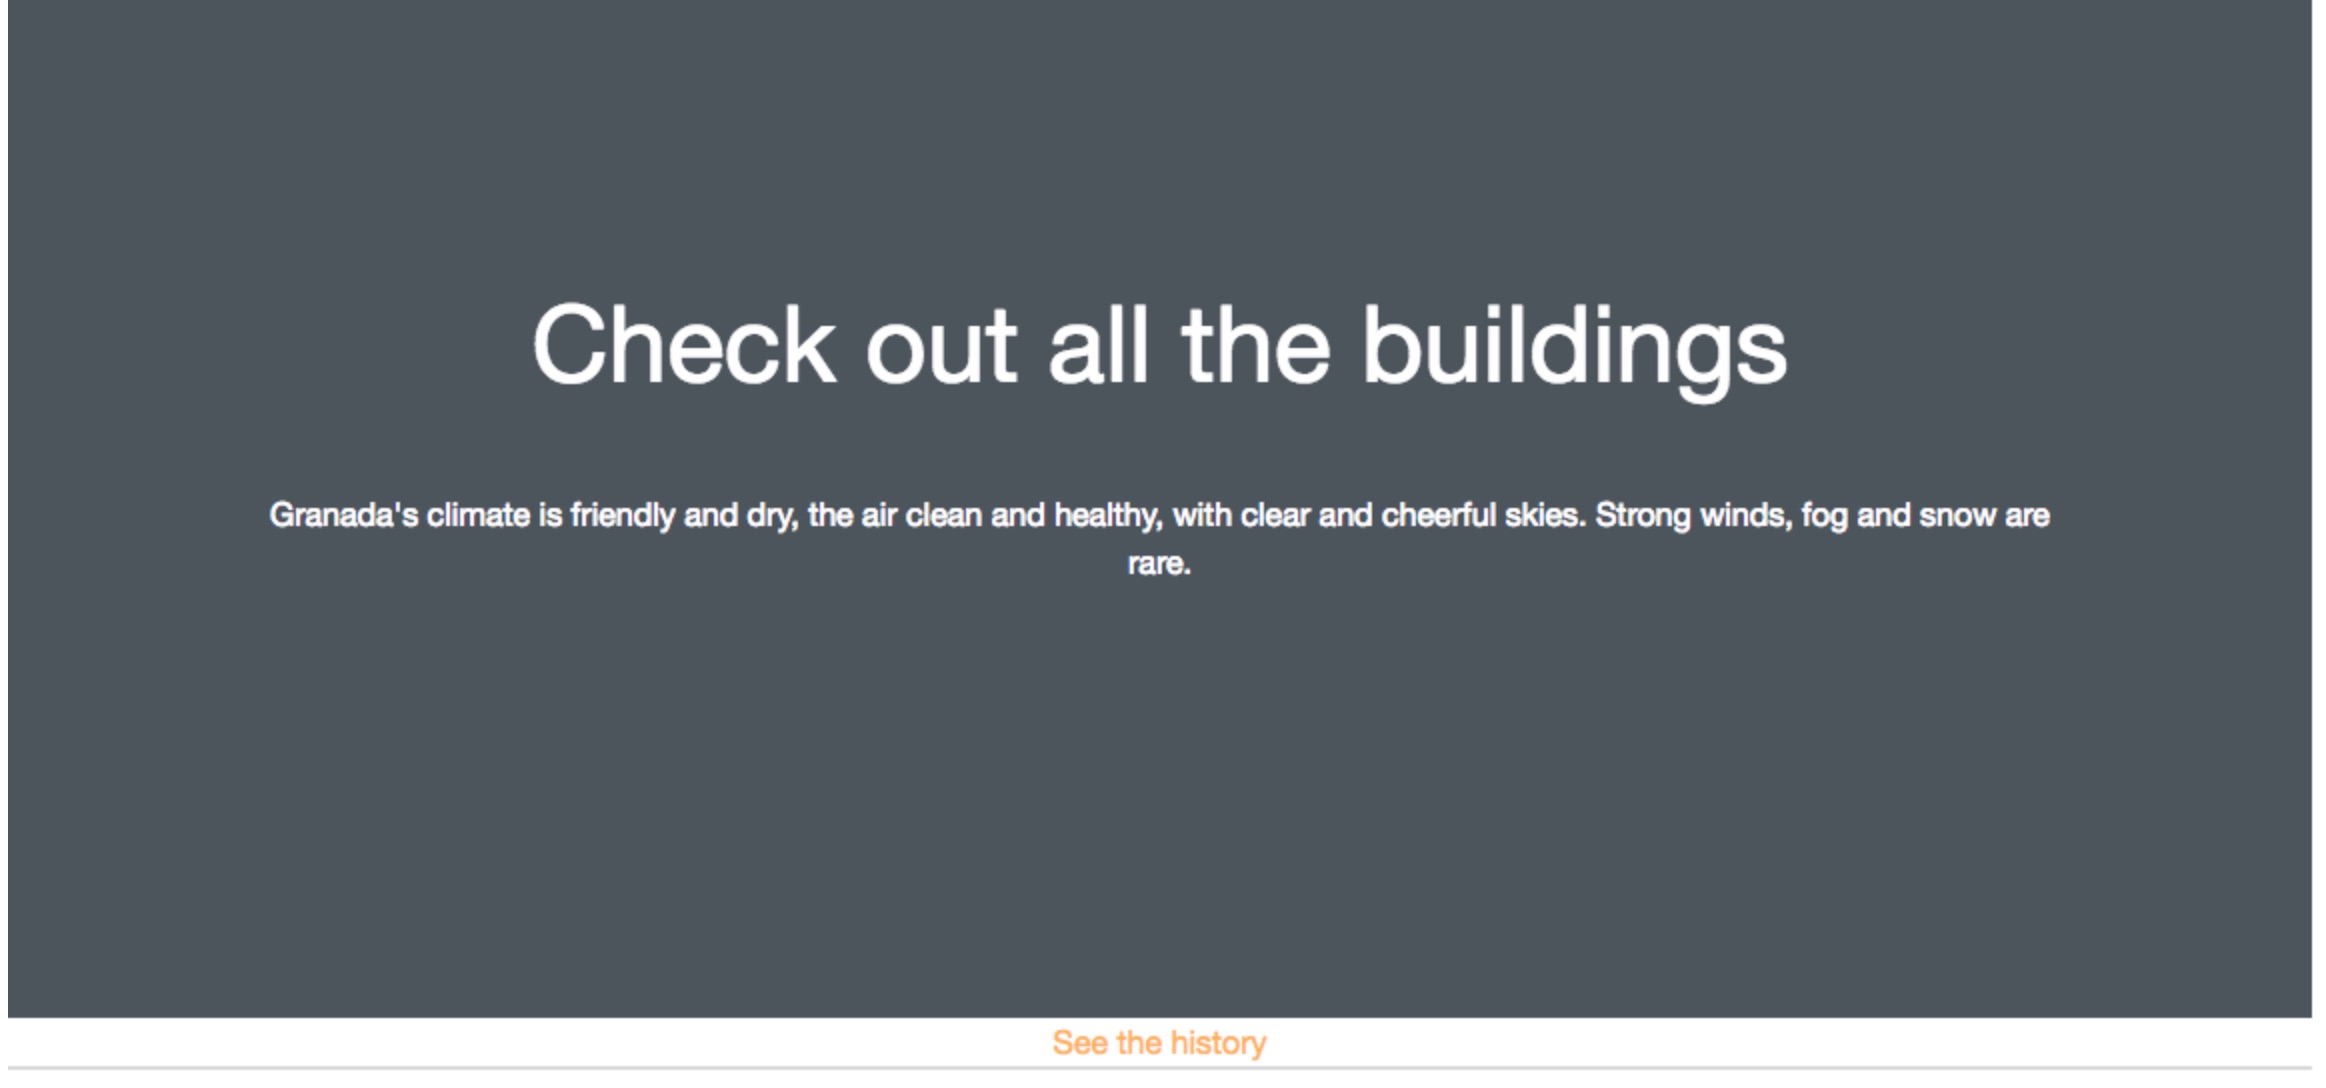 Check out all the buildings
Granada's climate is friendly and dry, the air clean and healthy, with clear and cheerful skies. Strong winds, fog and snow are
rare.
See the history